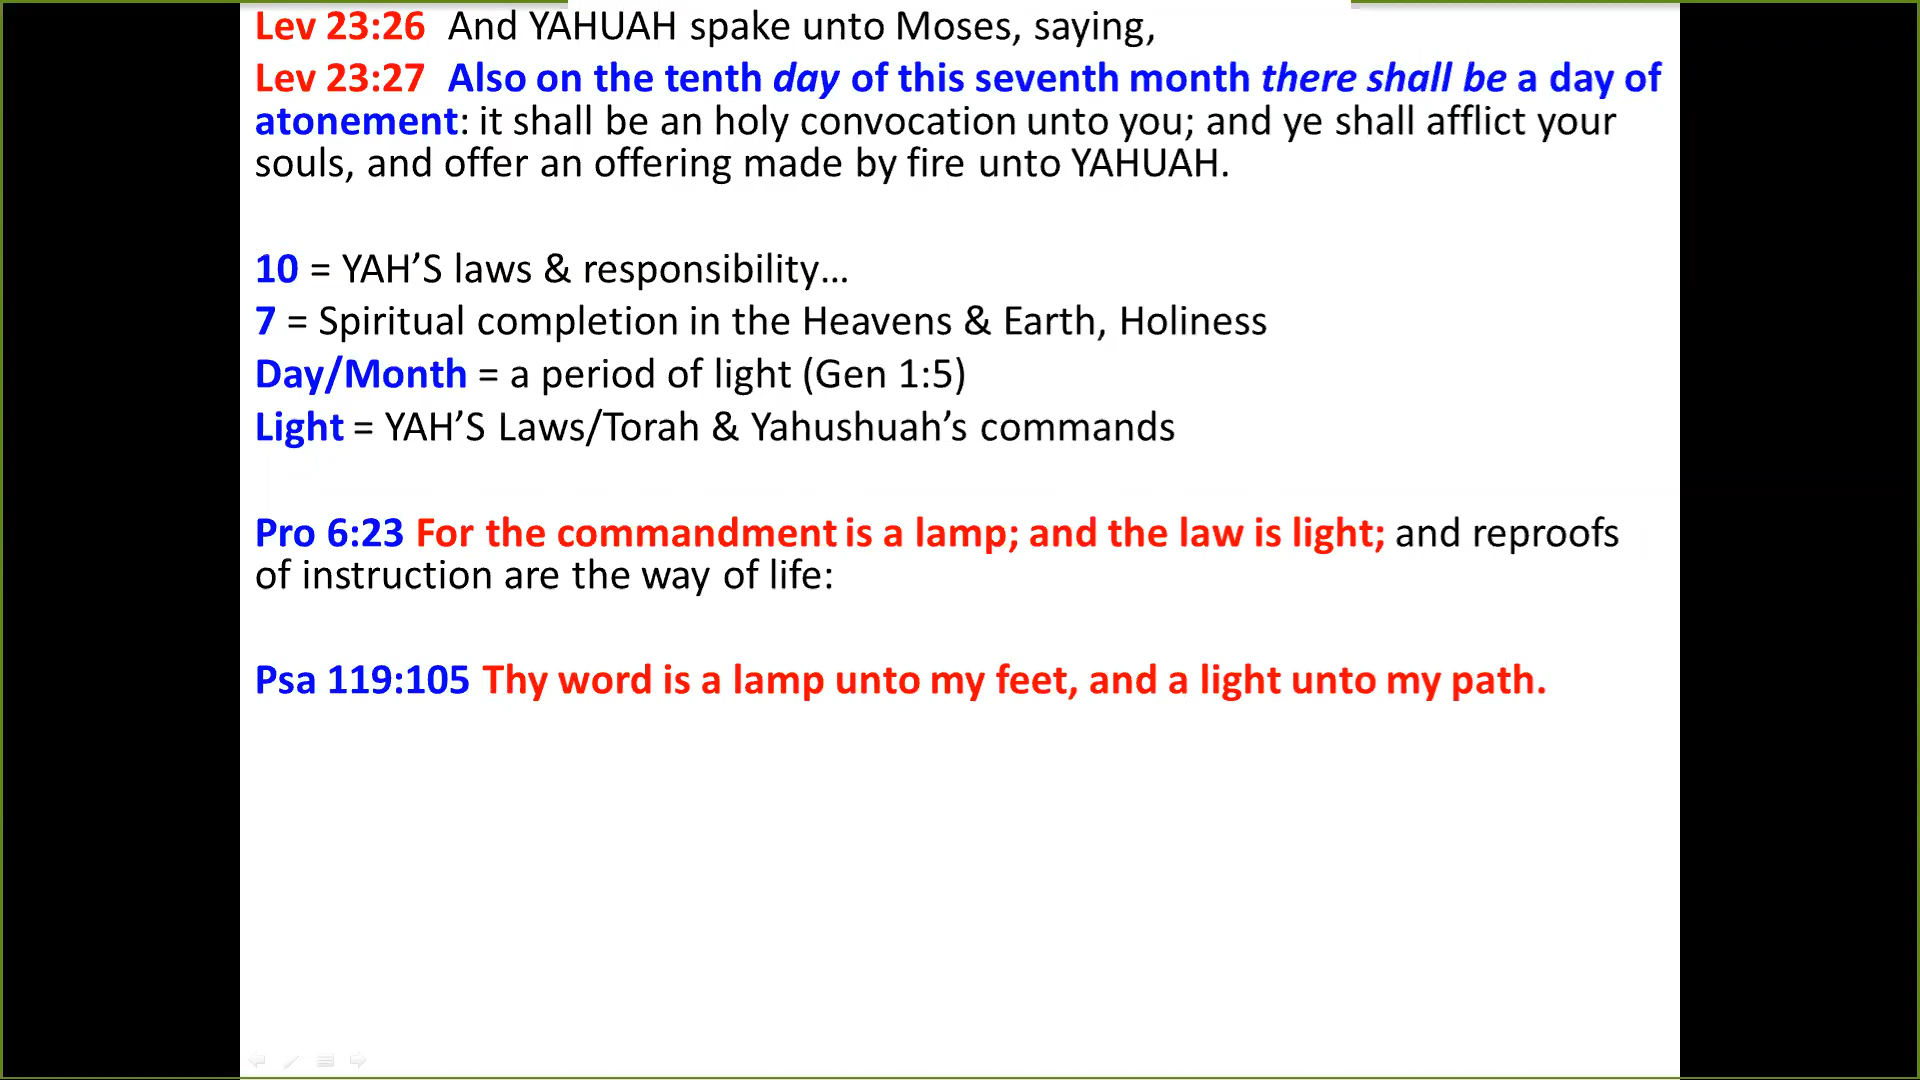 Lev 23:26 And YAHUAH spake unto Moses, saying,
Lev 23:27 Also on the tenth day of this seventh month there shall be a day of
atonement: it shall be an holy convocation unto you; and ye shall afflict your
souls, and offer an offering made by fire unto YAHUAH.
10 = YAH’S laws & responsibility…
7 = Spiritual completion in the Heavens & Earth, Holiness
Day/Month = a period of light (Gen 1:5)
Light = YAH’S Laws/Torah & Yahushuah’s commands
Pro 6:23 For the commandment is a lamp; and the law is light; and reproofs
of instruction are the way of life:
Psa 119:105 Thy word is a lamp unto my feet, and a light unto my path.